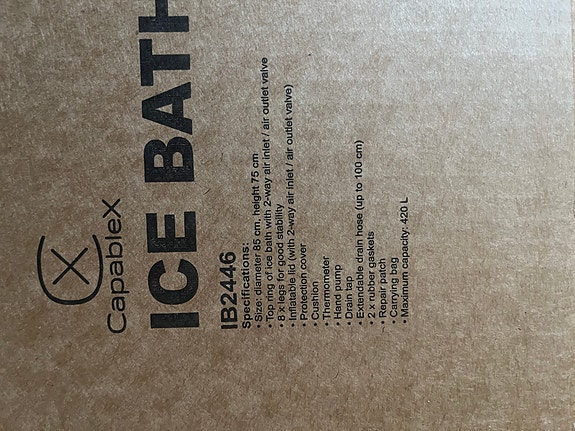 Capablex
ICE BATH
IB2446
Specifications:
• Size: diameter 85 cm, height 75 cm
• Top ring of ice bath with 2-way air inlet / air outlet valve
• 8 x legs for good stability
• Inflatable lid (with 2-way air inlet / air outlet valve)
• Protection cover
• Cushion
• Thermometer
• Hand pump
• Drain tap
• Extendable drain hose (up to 100 cm)
• 2 x rubber gaskets
• Repair patch
• Carrying bag
• Maximum capacity: 420 L